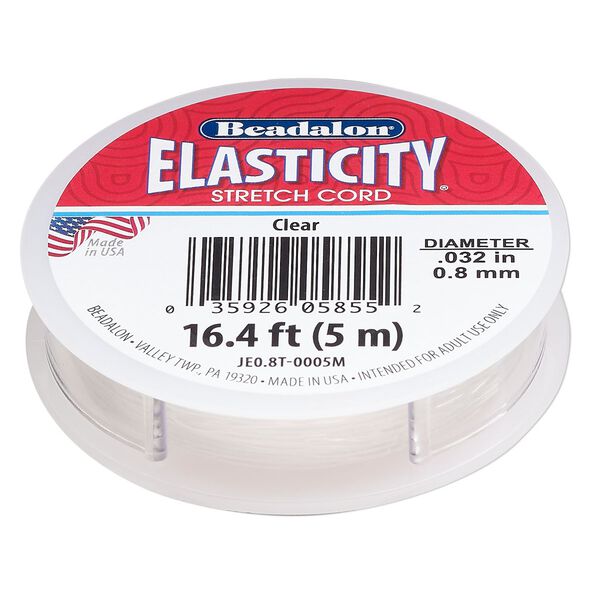 Beadalon®
ELASTICITY®
STRETCH CORD
Made
in USA
Clear
DIAMETER
.032 in
0.8 mm
0 35926 05855 2
16.4 ft (5 m)
JE0.8T-0005M
BEADALON • VALLEY TWP., PA 19320 • MADE IN USA • INTENDED FOR ADULT USE ONLY